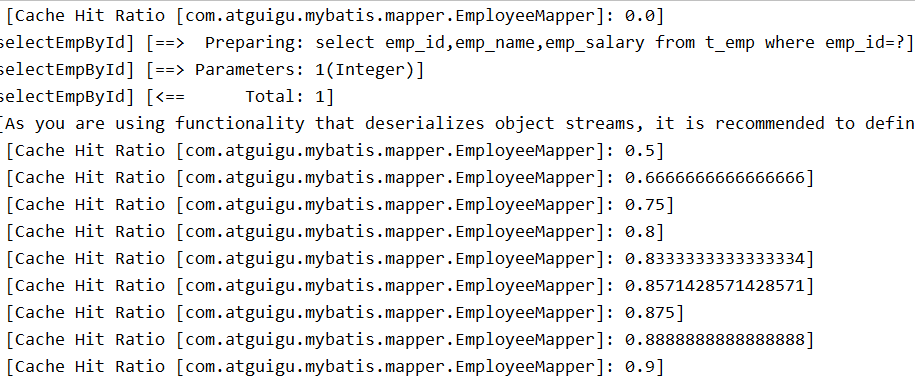 [Cache Hit Ratio [com.atguigu.mybatis.mapper.EmployeeMapper]: 0.0]
selectEmpById] [==>  Preparing: select emp_id,emp_name,emp_salary from t_emp where emp_id=?]
selectEmpById] [==> Parameters: 1(Integer)]
selectEmpById] [<==      Total: 1]
[As you are using functionality that deserializes object streams, it is recommended to defin
[Cache Hit Ratio [com.atguigu.mybatis.mapper.EmployeeMapper]: 0.5]
[Cache Hit Ratio [com.atguigu.mybatis.mapper.EmployeeMapper]: 0.6666666666666666]
[Cache Hit Ratio [com.atguigu.mybatis.mapper.EmployeeMapper]: 0.75]
[Cache Hit Ratio [com.atguigu.mybatis.mapper.EmployeeMapper]: 0.8]
[Cache Hit Ratio [com.atguigu.mybatis.mapper.EmployeeMapper]: 0.8333333333333334]
[Cache Hit Ratio [com.atguigu.mybatis.mapper.EmployeeMapper]: 0.8571428571428571]
[Cache Hit Ratio [com.atguigu.mybatis.mapper.EmployeeMapper]: 0.875]
[Cache Hit Ratio [com.atguigu.mybatis.mapper.EmployeeMapper]: 0.8888888888888888]
[Cache Hit Ratio [com.atguigu.mybatis.mapper.EmployeeMapper]: 0.9]